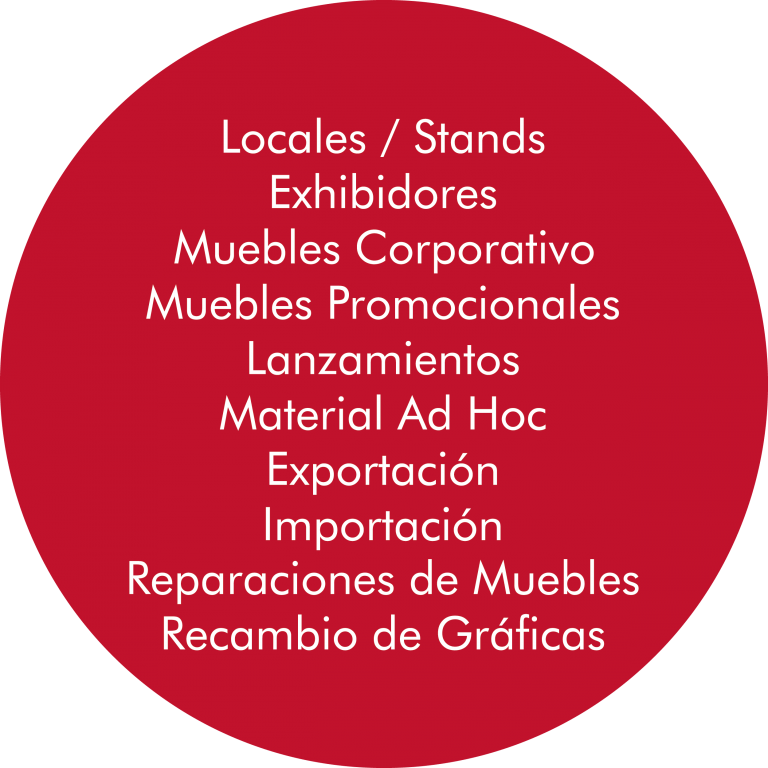 Locales / Stands
Exhibidores
Muebles Corporativo
Muebles Promocionales
Lanzamientos
Material Ad Hoc
Exportación
Importación
Reparaciones de Muebles
Recambio de Gráficas